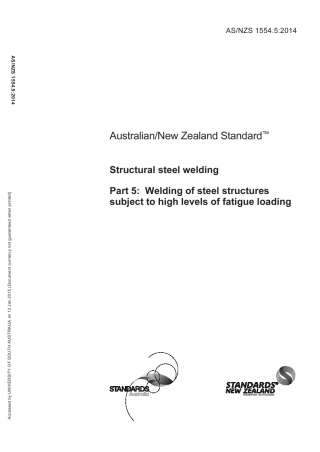 AS/NZS 1554.5:2014
AS/NZS 1554.5:2014
Australian/New Zealand Standard™
Structural steel welding
Part 5: Welding of steel structures
subject to high levels of fatigue loading
Accessed by UNIVERSITY OF SOUTH AUSTRALIA on 13 Jan 2015 (Document currency not guaranteed when printed)
STANDARDS
Australia
STANDARDS
NEW ZEALAND